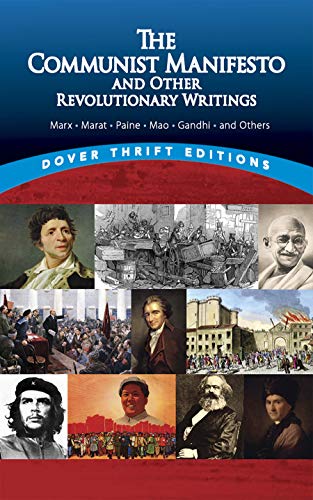 THE
COMMUNIST MANIFESTO
AND OTHER
REVOLUTIONARY WRITINGS
Marx • Marat • Paine • Mao • Gandhi • and Others
DOVER THRIFT EDITIONS